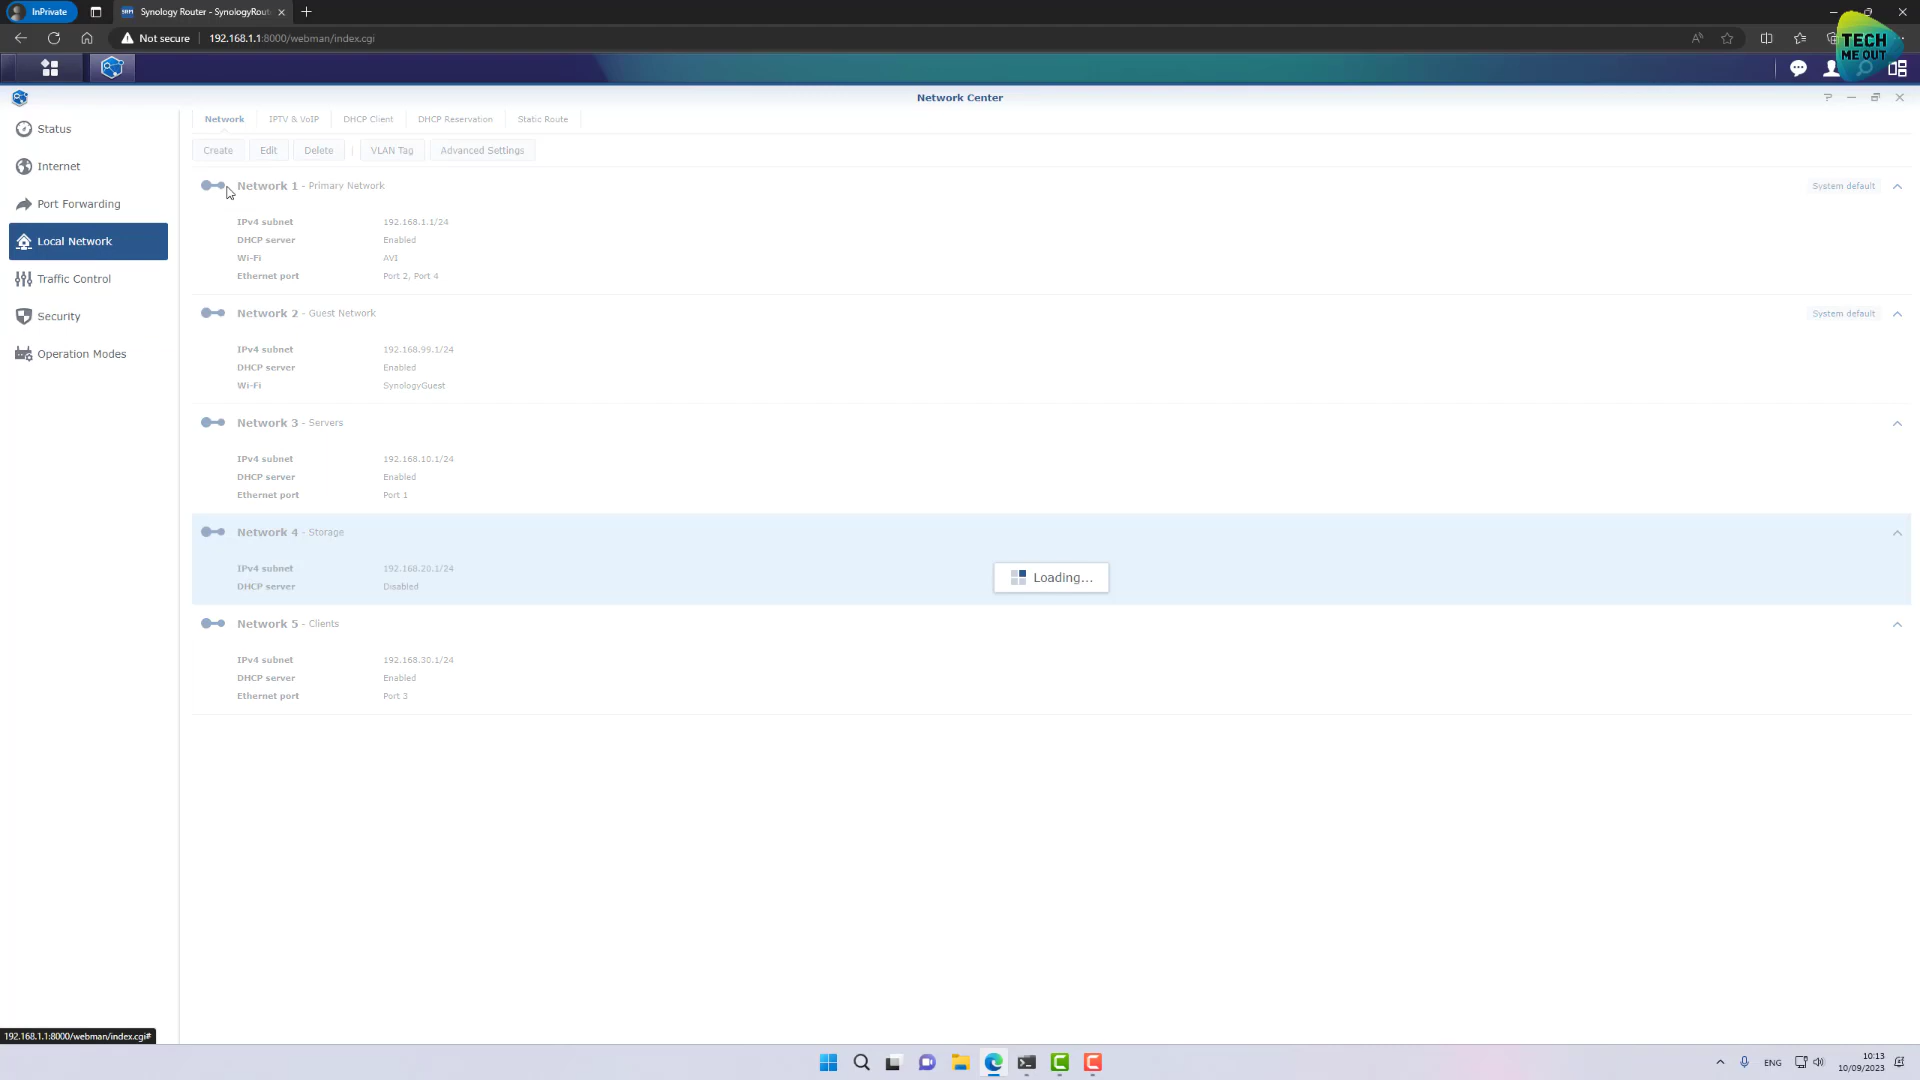 InPrivate
SRM
Synology Router - SynologyRout
Not secure
192.168.1.1:8000/webman/index.cgi
TECH
ME OUT
Network Center
Status
Internet
Port Forwarding
Local Network
Traffic Control
Security
Operation Modes
Network
IPTV & VoIP
DHCP Client
DHCP Reservation
Static Route
Create
Edit
Delete
VLAN Tag
Advanced Settings
Network 1 - Primary Network
System default
IPv4 subnet 192.168.1.1/24
DHCP server Enabled
Wi-Fi AVI
Ethernet port Port 2, Port 4
Network 2 - Guest Network
System default
IPv4 subnet 192.168.99.1/24
DHCP server Enabled
Wi-Fi SynologyGuest
Network 3 - Servers
IPv4 subnet 192.168.10.1/24
DHCP server Enabled
Ethernet port Port 1
Network 4 - Storage
IPv4 subnet 192.168.20.1/24
DHCP server Disabled
Loading...
Network 5 - Clients
IPv4 subnet 192.168.30.1/24
DHCP server Enabled
Ethernet port Port 3
192.168.1.1:8000/webman/index.cgi#
ENG
10:13
10/09/2023